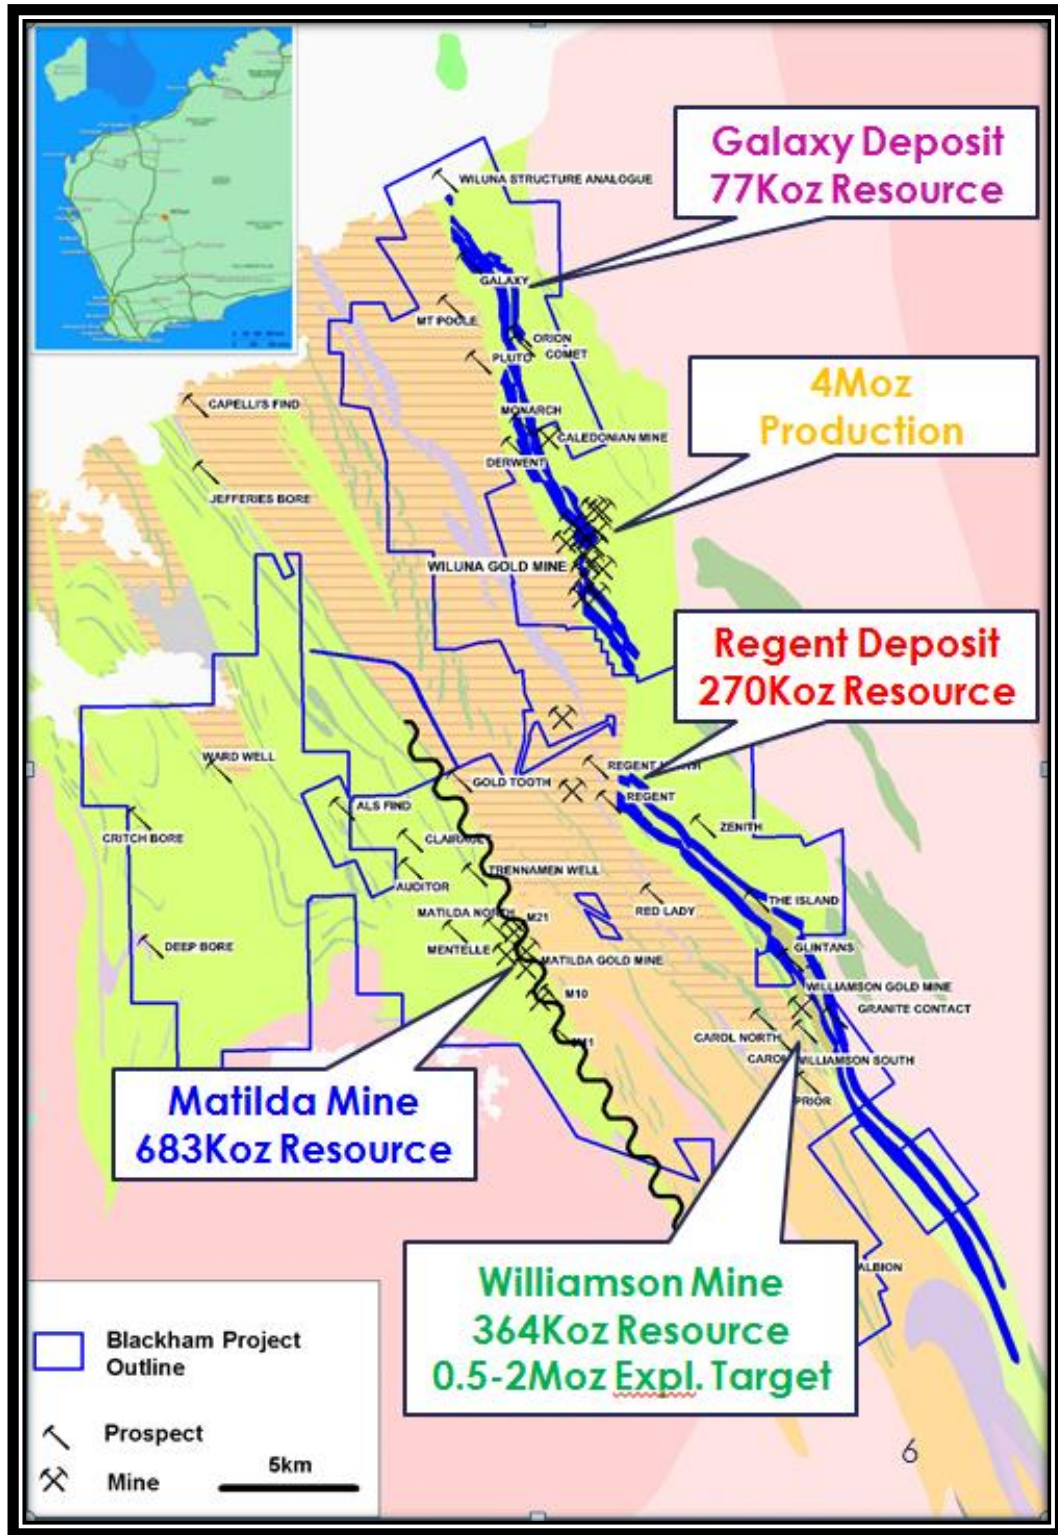 WILUNA STRUCTURE ANALOGUE
Galaxy Deposit
77Koz Resource
GALAXY
MT POOLE
ORION
PLUTO
COMET
4Moz
Production
CAPELLI'S FIND
MONARCH
CALEDONIAN MINE
DERWENT
JEFFERIES BORE
WILUNA GOLD MINE
Regent Deposit
270Koz Resource
WARD WELL
GOLD TOOTH
REGENT
ALS FIND
ZENITH
CRITCH BORE
AUDITOR
TRENNAMEN WELL
RED LADY
THE ISLAND
MATILDA NORTH
M21
MENTELLE
DEEP BORE
MATILDA GOLD MINE
GLINTANS
WILLIAMSON GOLD MINE
M10
GRANITE CONTACT
CAROL NORTH
WILLIAMSON SOUTH
PRIOR
Matilda Mine
683Koz Resource
ALBION
Williamson Mine
364Koz Resource
0.5-2Moz Expl. Target
Blackham Project
Outline
Prospect
Mine
5km
6